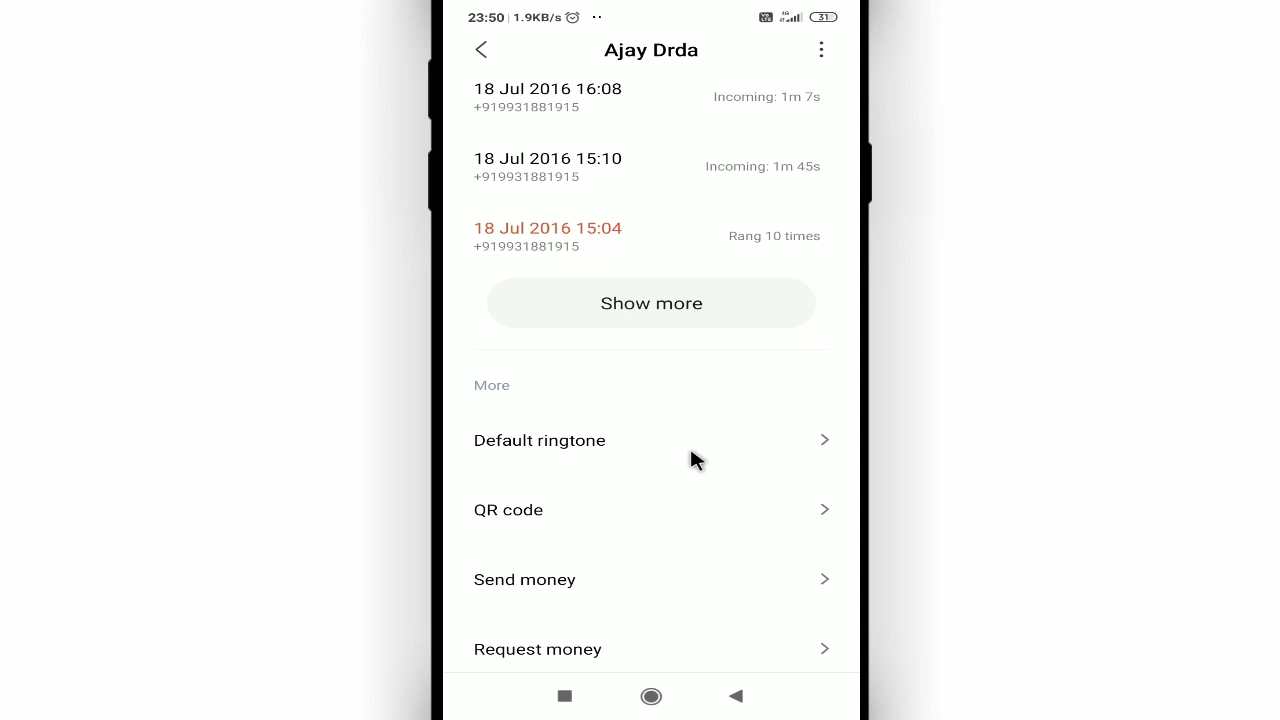 23:50 1.9KB/s 31
Ajay Drda
18 Jul 2016 16:08
+919931881915
Incoming: 1m 7s
18 Jul 2016 15:10
+919931881915
Incoming: 1m 45s
18 Jul 2016 15:04
+919931881915
Rang 10 times
Show more
More
Default ringtone
QR code
Send money
Request money